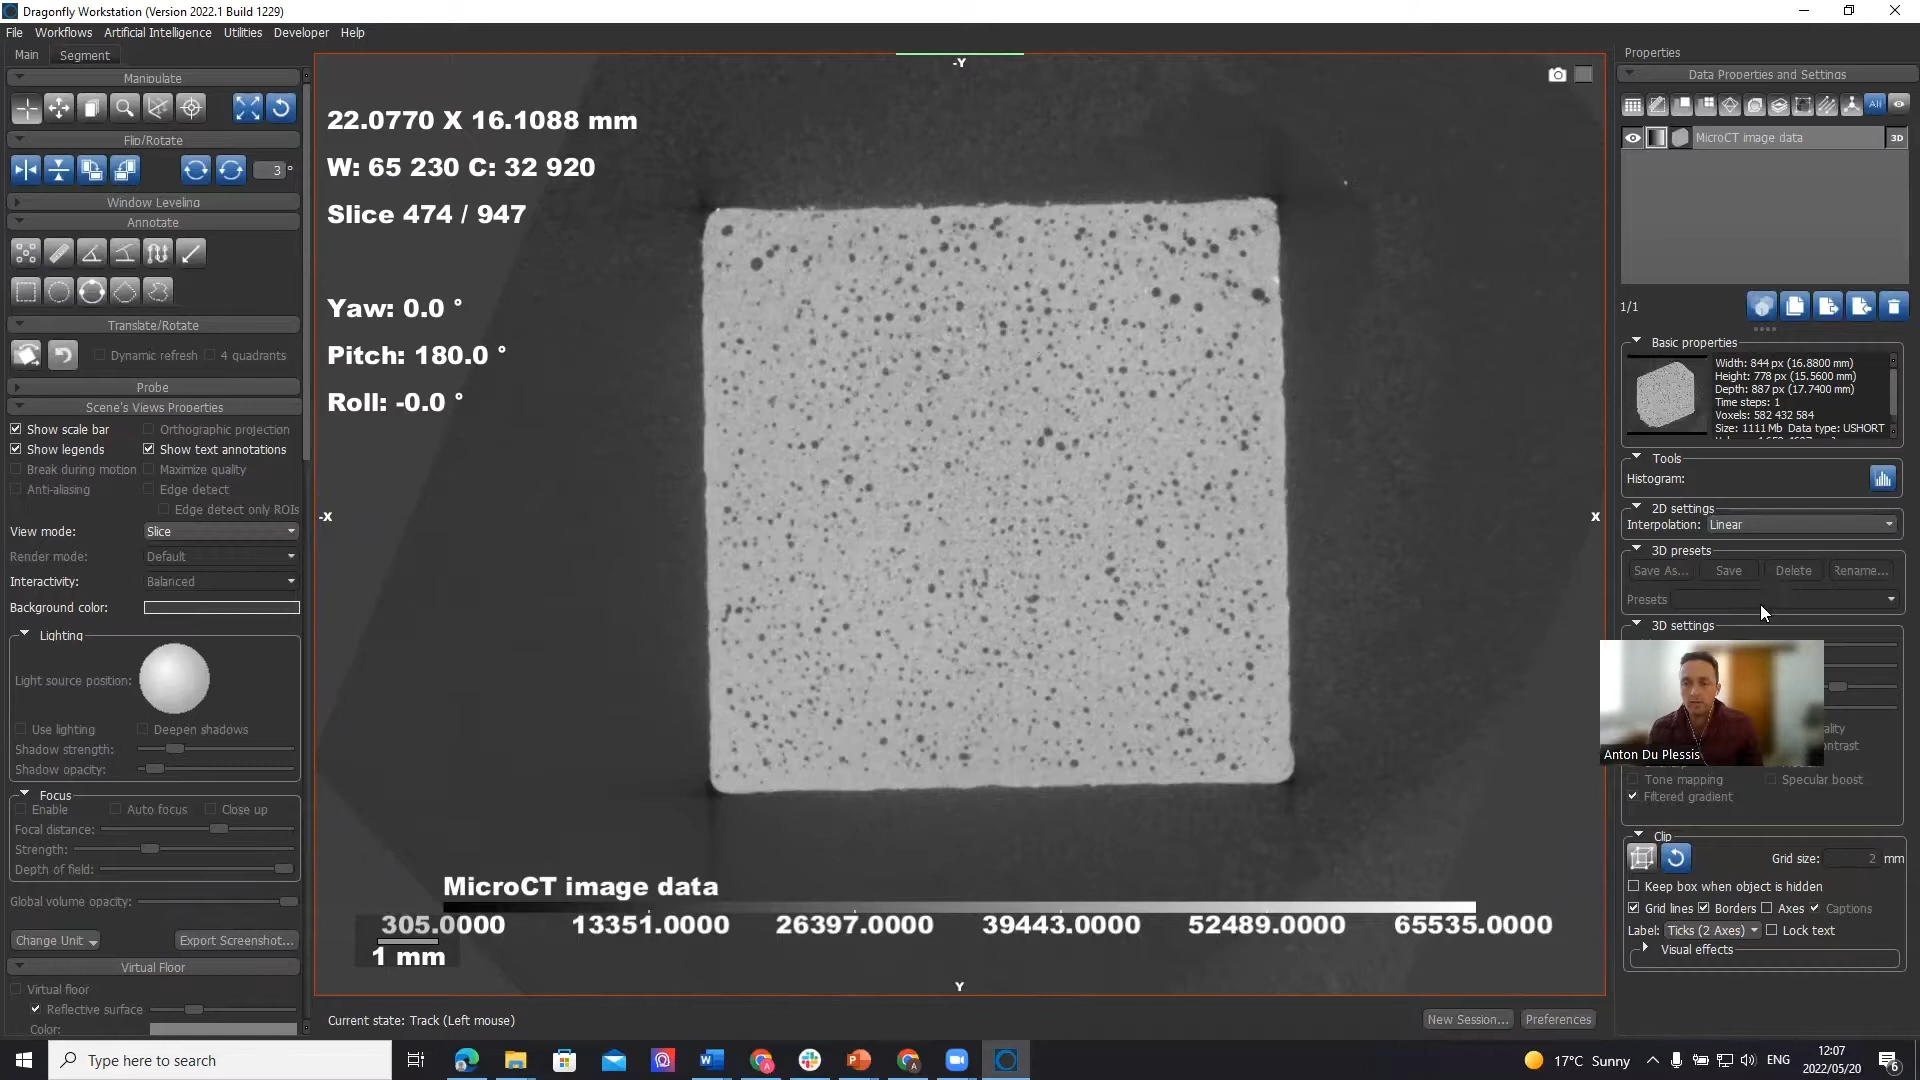 Dragonfly Workstation (Version 2022.1 Build 1229)
File Workflows Artificial Intelligence Utilities Developer Help
Main Segment
Manipulate
Flip/Rotate
3 °
Window Leveling
Annotate
Translate/Rotate
Dynamic refresh 4 quadrants
Probe
Scene's Views Properties
Show scale bar Orthographic projection
Show legends Show text annotations
Break during motion Maximize quality
Anti-aliasing Edge detect
Edge detect only ROIs
View mode: Slice
Render mode: Default
Interactivity: Balanced
Background color:
Lighting
Light source position:
Use lighting Deepen shadows
Shadow strength:
Shadow opacity:
Focus
Enable Auto focus Close up
Focal distance:
Strength:
Depth of field:
Global volume opacity:
Change Unit Export Screenshot...
Virtual Floor
Virtual floor
Reflective surface
Color:
-Y
22.0770 X 16.1088 mm
W: 65 230 C: 32 920
Slice 474 / 947
Yaw: 0.0 °
Pitch: 180.0 °
Roll: -0.0 °
-X
X
MicroCT image data
305.0000 13351.0000 26397.0000 39443.0000 52489.0000 65535.0000
1 mm
Y
Current state: Track (Left mouse)
New Session... Preferences
Properties
Data Properties and Settings
All
MicroCT image data 3D
1/1
Basic properties
Width: 844 px (16.8800 mm)
Height: 778 px (15.5600 mm)
Depth: 887 px (17.7400 mm)
Time steps: 1
Voxels: 582 432 584
Size: 1111 Mb Data type: USHORT
Tools
Histogram:
2D settings
Interpolation: Linear
3D presets
Save As... Save Delete Rename...
Presets
3D settings
Anton Du Plessis
Tone mapping Specular boost
Filtered gradient
Clip
Grid size: 2 mm
Keep box when object is hidden
Grid lines Borders Axes Captions
Label: Ticks (2 Axes) Lock text
Visual effects
Type here to search
17°C Sunny
ENG
12:07
2022/05/20
6